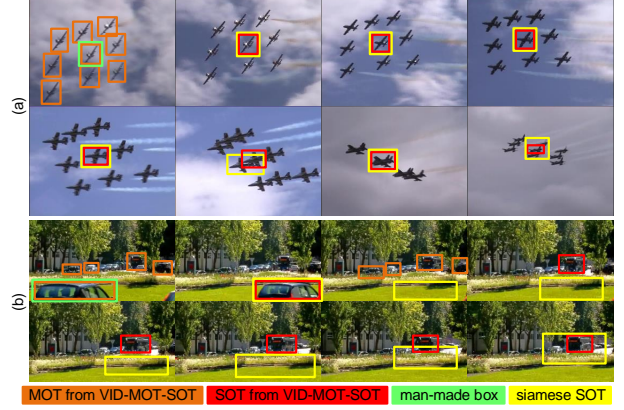 (a)
(b)
MOT from VID-MOT-SOT
SOT from VID-MOT-SOT
man-made box
siamese SOT